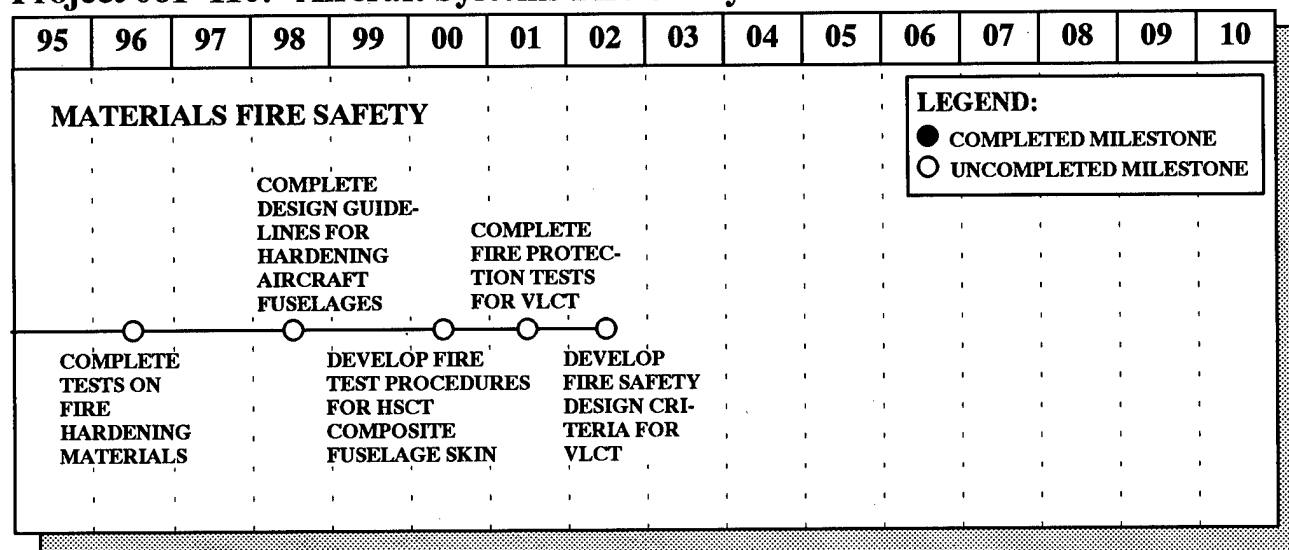 95 96 97 98 99 00 01 02 03 04 05 06 07 08 09 10
MATERIALS FIRE SAFETY
LEGEND:
COMPLETED MILESTONE
UNCOMPLETED MILESTONE
COMPLETE
DESIGN GUIDE-
LINES FOR
HARDENING
AIRCRAFT
FUSELAGES
COMPLETE
FIRE PROTEC-
TION TESTS
FOR VLCT
COMPLETE
TESTS ON
FIRE
HARDENING
MATERIALS
DEVELOP FIRE
TEST PROCEDURES
FOR HSCT
COMPOSITE
FUSELAGE SKIN
DEVELOP
FIRE SAFETY
DESIGN CRI-
TERIA FOR
VLCT